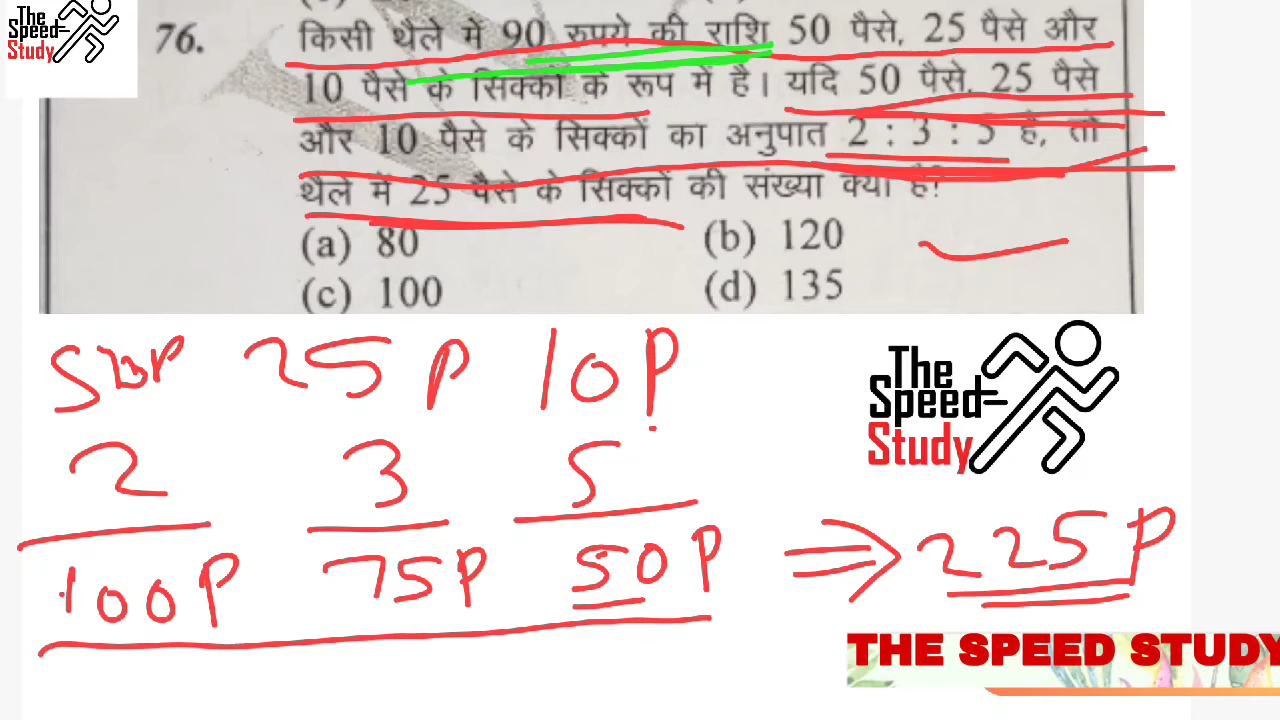 The
Speed-
Study
76. किसी थैले में 90 रुपये की राशि 50 पैसे, 25 पैसे और
10 पैसे के सिक्कों के रूप में है। यदि 50 पैसे, 25 पैसे
और 10 पैसे के सिक्कों का अनुपात 2 : 3 : 5 है, तो
थैले में 25 पैसे के सिक्कों की संख्या क्या है?
(a) 80 (b) 120
(c) 100 (d) 135
50P 25P 10P
2 3 5
100P 75P 50P ⇒ 225P
The
Speed-
Study
THE SPEED STUDY